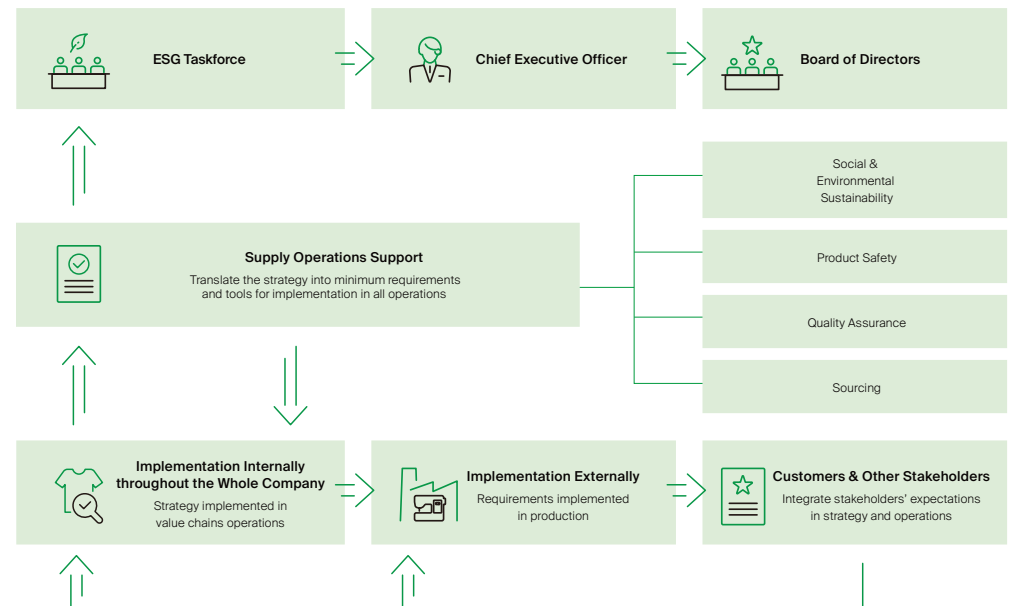 ESG Taskforce
Chief Executive Officer
Board of Directors
Social &
Environmental
Sustainability
Supply Operations Support
Translate the strategy into minimum requirements
and tools for implementation in all operations
Product Safety
Quality Assurance
Sourcing
Implementation Internally
throughout the Whole Company
Strategy implemented in
value chains operations
Implementation Externally
Requirements implemented
in production
Customers & Other Stakeholders
Integrate stakeholders’ expectations
in strategy and operations